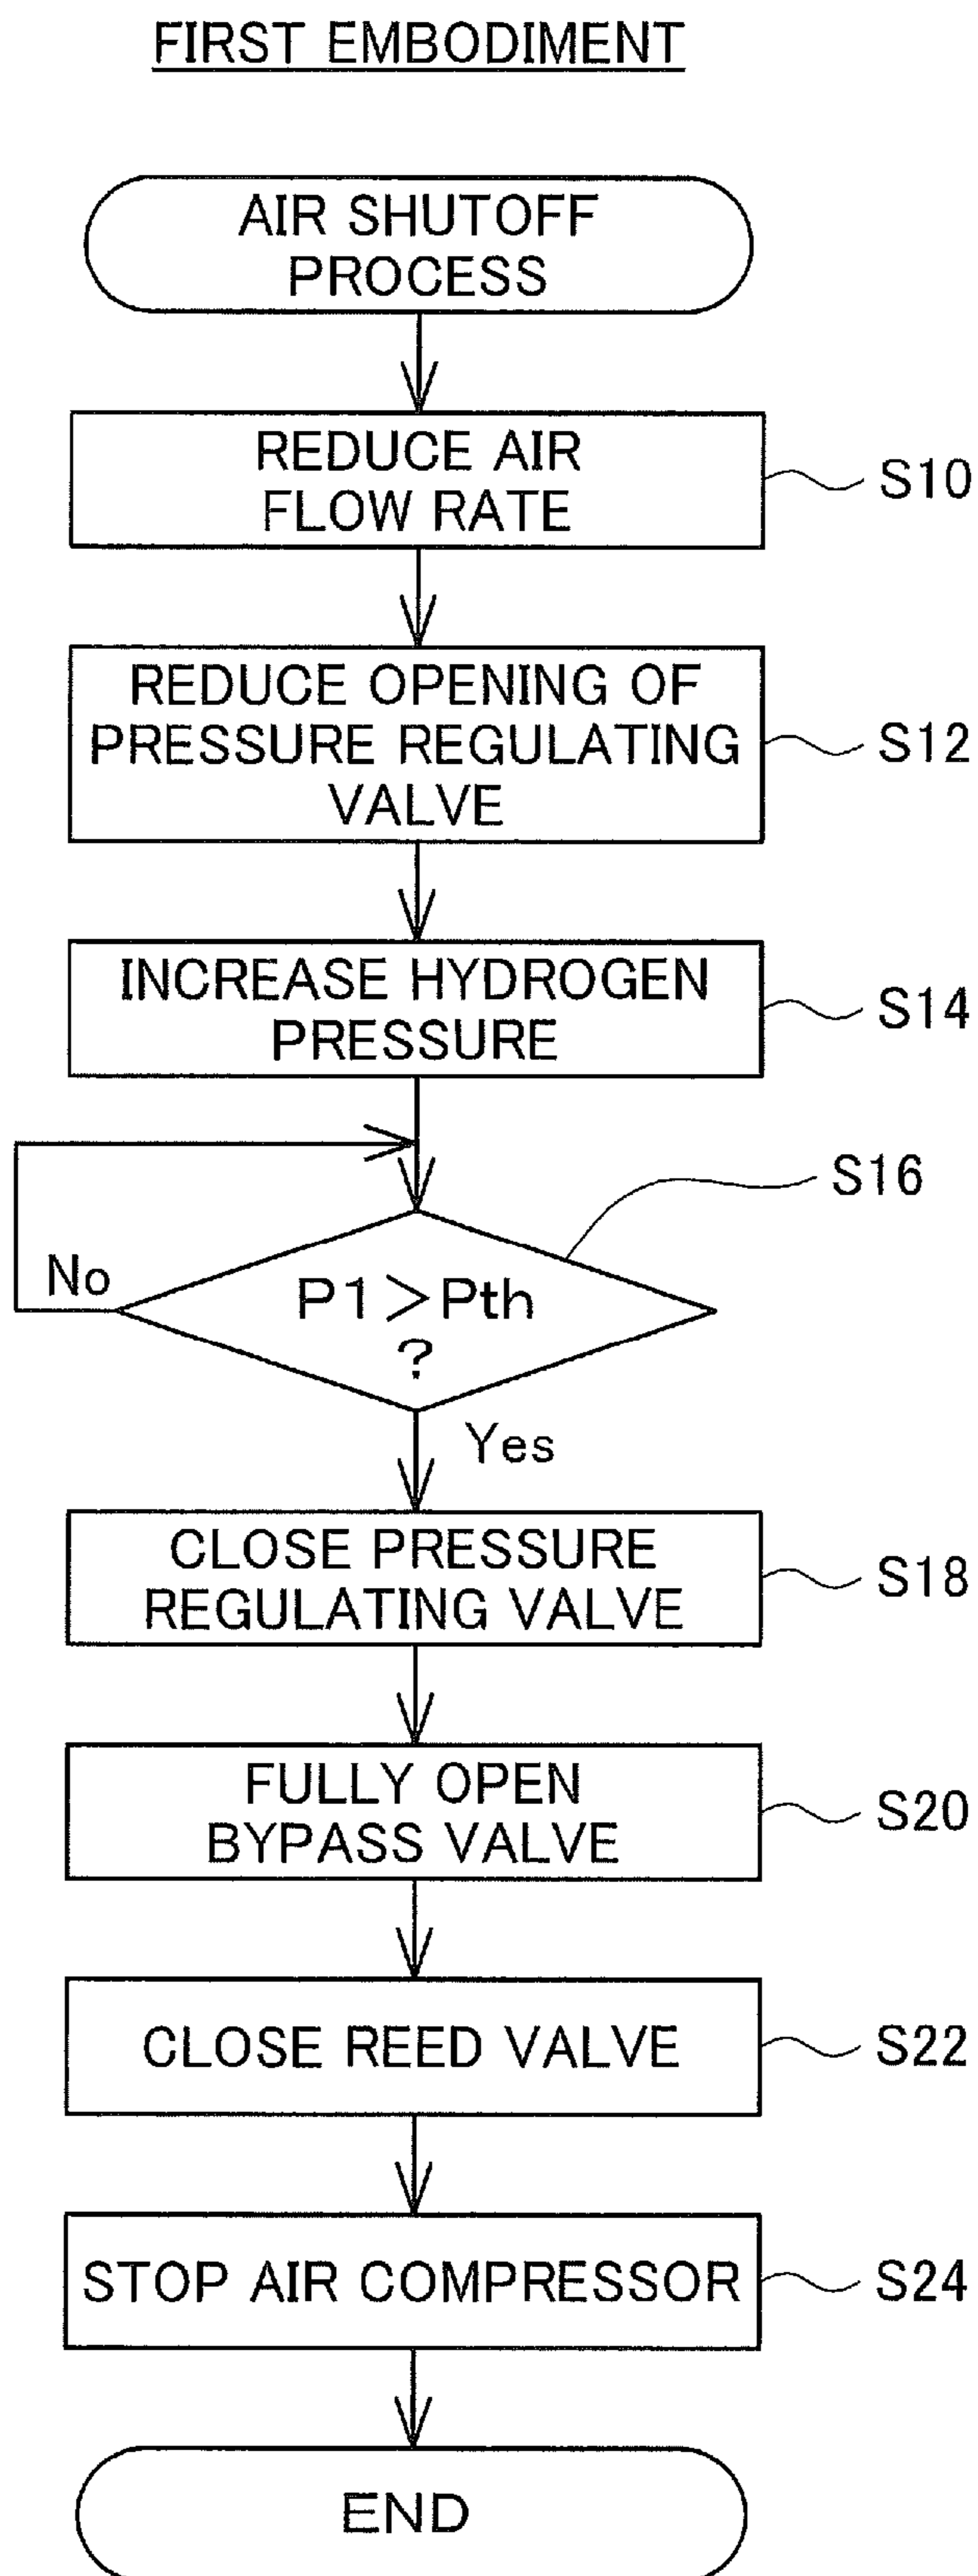 FIRST EMBODIMENT
AIR SHUTOFF
PROCESS
REDUCE AIR
FLOW RATE
S10
REDUCE OPENING OF
PRESSURE REGULATING
VALVE
S12
INCREASE HYDROGEN
PRESSURE
S14
S16
No
P1>Pth
?
Yes
CLOSE PRESSURE
REGULATING VALVE
S18
FULLY OPEN
BYPASS VALVE
S20
CLOSE REED VALVE
S22
STOP AIR COMPRESSOR
S24
END